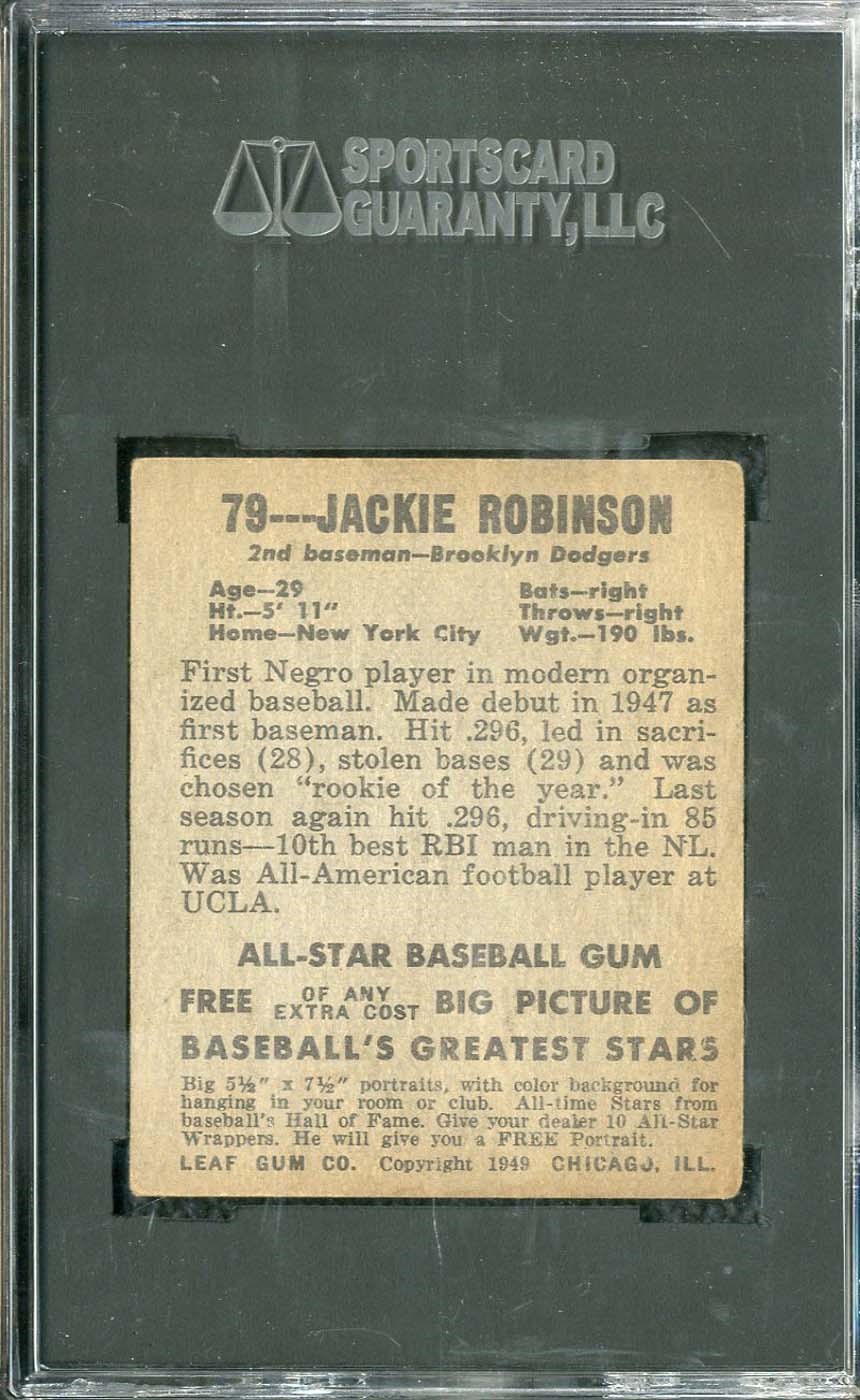 SPORTSCARD
GUARANTY, LLC
79---JACKIE ROBINSON
2nd baseman—Brooklyn Dodgers
Age—29 Bats—right
Ht.—5' 11" Throws—right
Home—New York City Wgt.—190 lbs.
First Negro player in modern organ-
ized baseball. Made debut in 1947 as
first baseman. Hit .296, led in sacri-
fices (28), stolen bases (29) and was
chosen "rookie of the year." Last
season again hit .296, driving-in 85
runs—10th best RBI man in the NL.
Was All-American football player at
UCLA.
ALL-STAR BASEBALL GUM
FREE OF ANY EXTRA COST BIG PICTURE OF
BASEBALL'S GREATEST STARS
Big 5½" x 7½" portraits, with color background for
hanging in your room or club. All-time Stars from
baseball's Hall of Fame. Give your dealer 10 All-Star
Wrappers. He will give you a FREE Portrait.
LEAF GUM CO. Copyright 1949 CHICAGO, ILL.